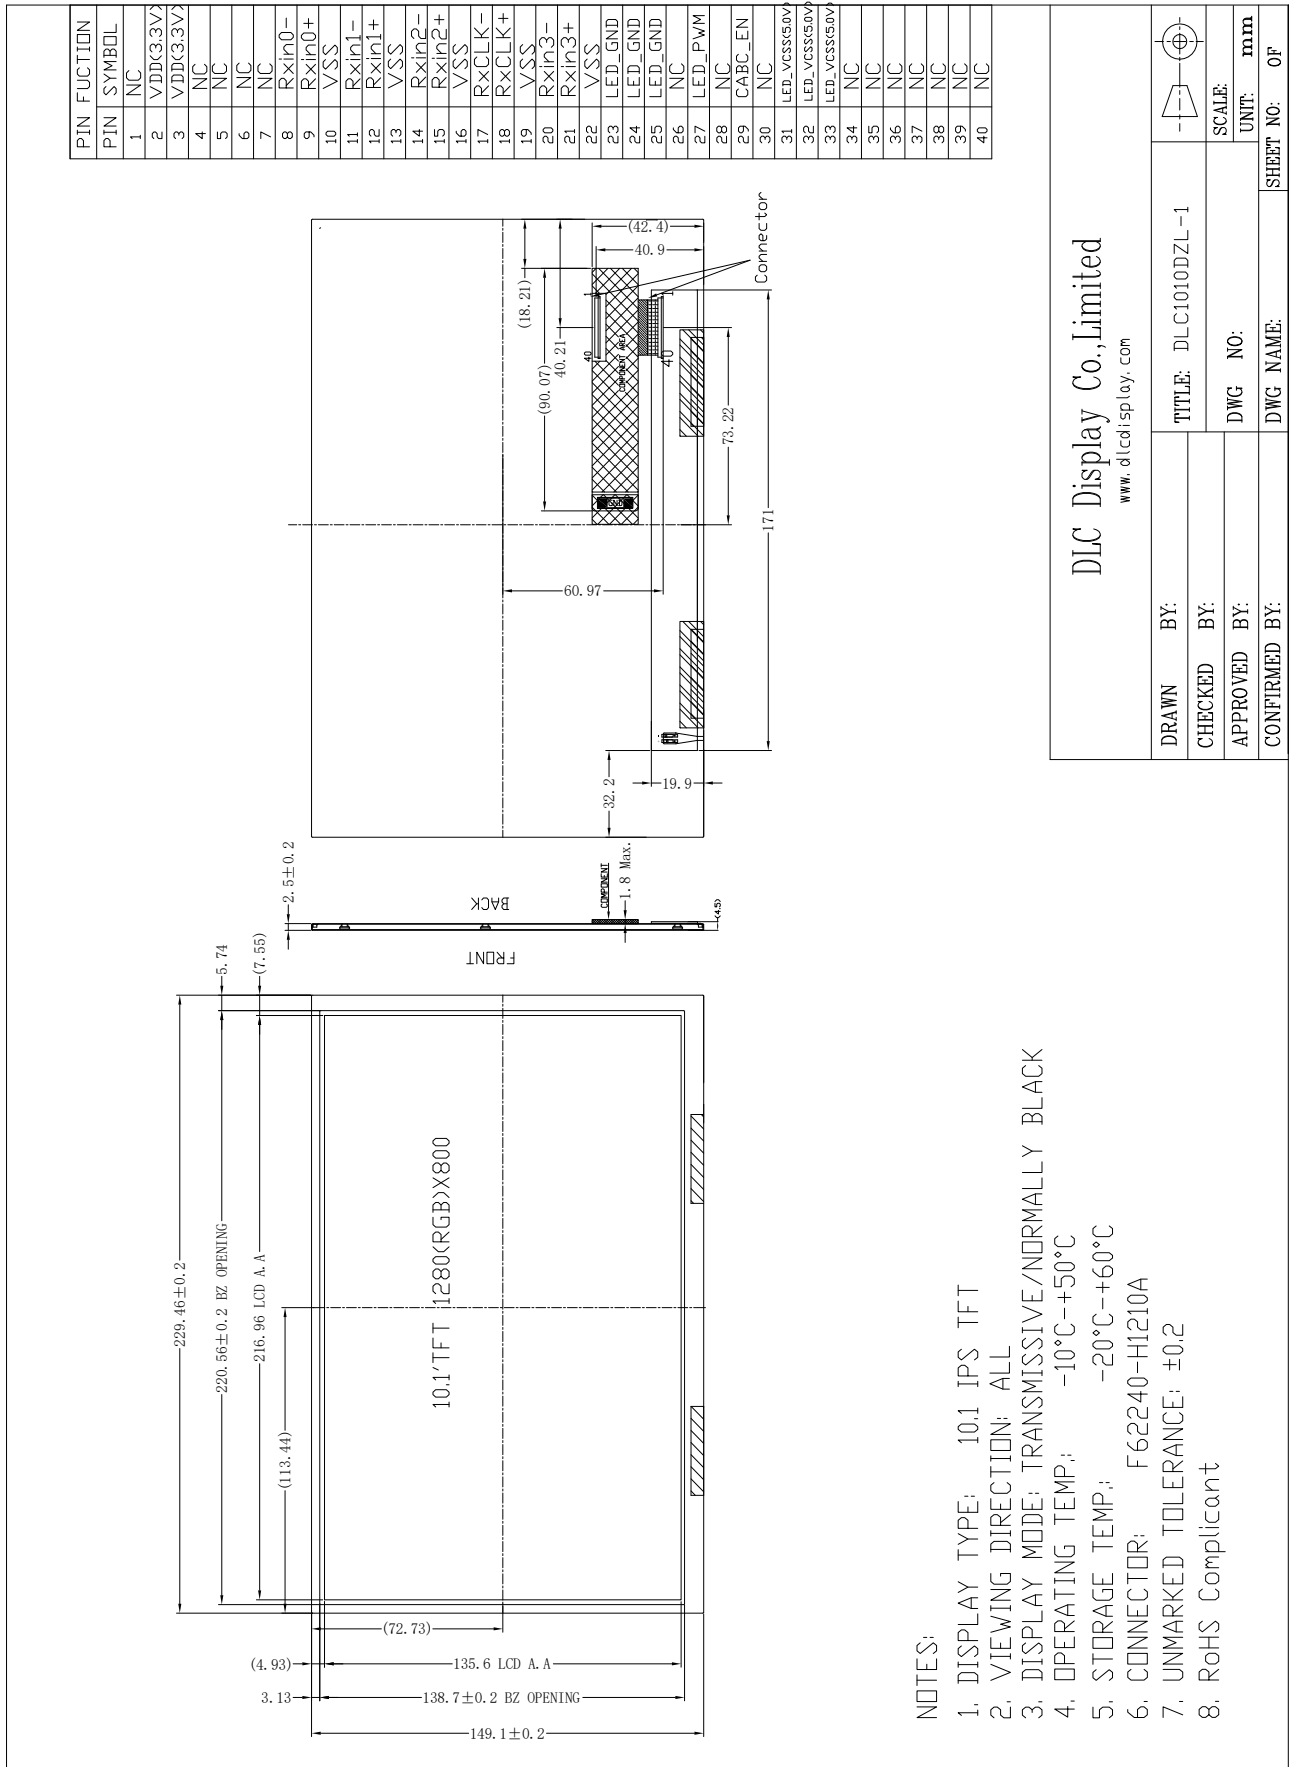 229.46±0.2
5.74
220.56±0.2 BZ OPENING
(7.55)
216.96 LCD A.A
(113.44)
10.1'TFT 1280(RGB)X800
(72.73)
(4.93)
135.6 LCD A.A
3.13
138.7±0.2 BZ OPENING
149.1±0.2
2.5±0.2
FRONT
BACK
COMPONENT
1.8 Max.
(4.5)
(18.21)
(90.07)
40.21
(42.4)
40.9
40
1
COMPONENT AREA
40
1
GND
Connector
73.22
171
60.97
32.2
19.9
PIN FUCTION
PIN SYMBOL
1 NC
2 VDD(3.3V)
3 VDD(3.3V)
4 NC
5 NC
6 NC
7 NC
8 Rxin0-
9 Rxin0+
10 VSS
11 Rxin1-
12 Rxin1+
13 VSS
14 Rxin2-
15 Rxin2+
16 VSS
17 RxCLK-
18 RxCLK+
19 VSS
20 Rxin3-
21 Rxin3+
22 VSS
23 LED_GND
24 LED_GND
25 LED_GND
26 NC
27 LED_PWM
28 NC
29 CABC_EN
30 NC
31 LED_VCSS(5.0V)
32 LED_VCSS(5.0V)
33 LED_VCSS(5.0V)
34 NC
35 NC
36 NC
37 NC
38 NC
39 NC
40 NC
NOTES:
1. DISPLAY TYPE: 10.1 IPS TFT
2. VIEWING DIRECTION: ALL
3. DISPLAY MODE: TRANSMISSIVE/NORMALLY BLACK
4. OPERATING TEMP.: -10°C-+50°C
5. STORAGE TEMP.: -20°C-+60°C
6. CONNECTOR: F62240-H1210A
7. UNMARKED TOLERANCE: ±0.2
8. RoHS Complicant
DLC Display Co.,Limited
www.dlcdisplay.com
DRAWN BY:
TITLE: DLC1010DZL-1
CHECKED BY:
SCALE:
APPROVED BY:
DWG NO:
UNIT: mm
CONFIRMED BY:
DWG NAME:
SHEET NO: OF